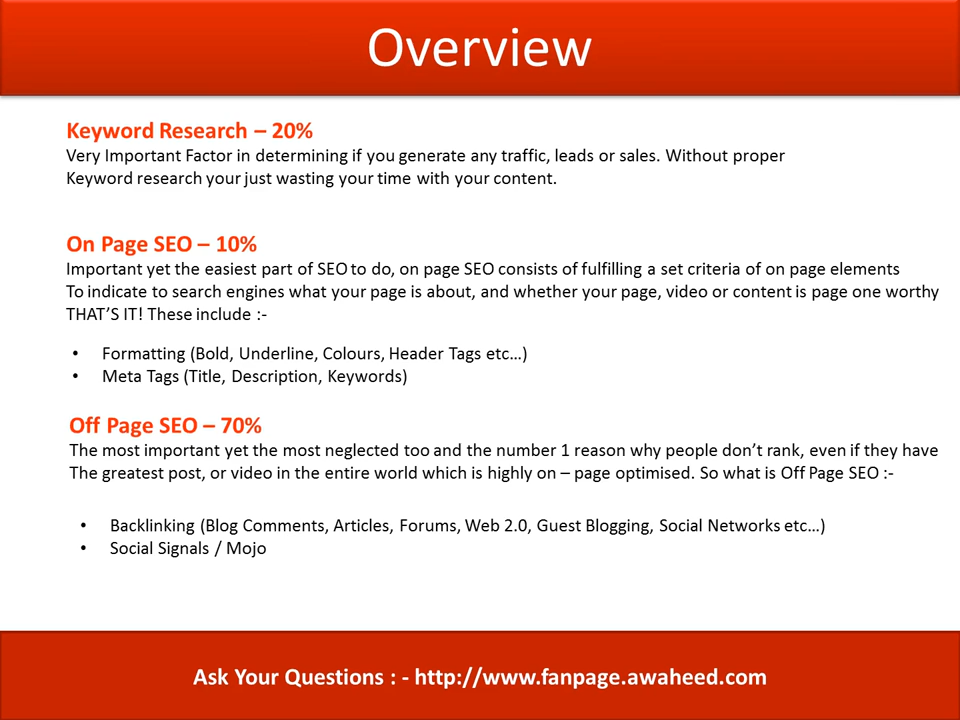 Overview
Keyword Research – 20%
Very Important Factor in determining if you generate any traffic, leads or sales. Without proper
Keyword research your just wasting your time with your content.
On Page SEO – 10%
Important yet the easiest part of SEO to do, on page SEO consists of fulfilling a set criteria of on page elements
To indicate to search engines what your page is about, and whether your page, video or content is page one worthy
THAT’S IT! These include :-
• Formatting (Bold, Underline, Colours, Header Tags etc…)
• Meta Tags (Title, Description, Keywords)
Off Page SEO – 70%
The most important yet the most neglected too and the number 1 reason why people don’t rank, even if they have
The greatest post, or video in the entire world which is highly on – page optimised. So what is Off Page SEO :-
• Backlinking (Blog Comments, Articles, Forums, Web 2.0, Guest Blogging, Social Networks etc…)
• Social Signals / Mojo
Ask Your Questions : - http://www.fanpage.awaheed.com